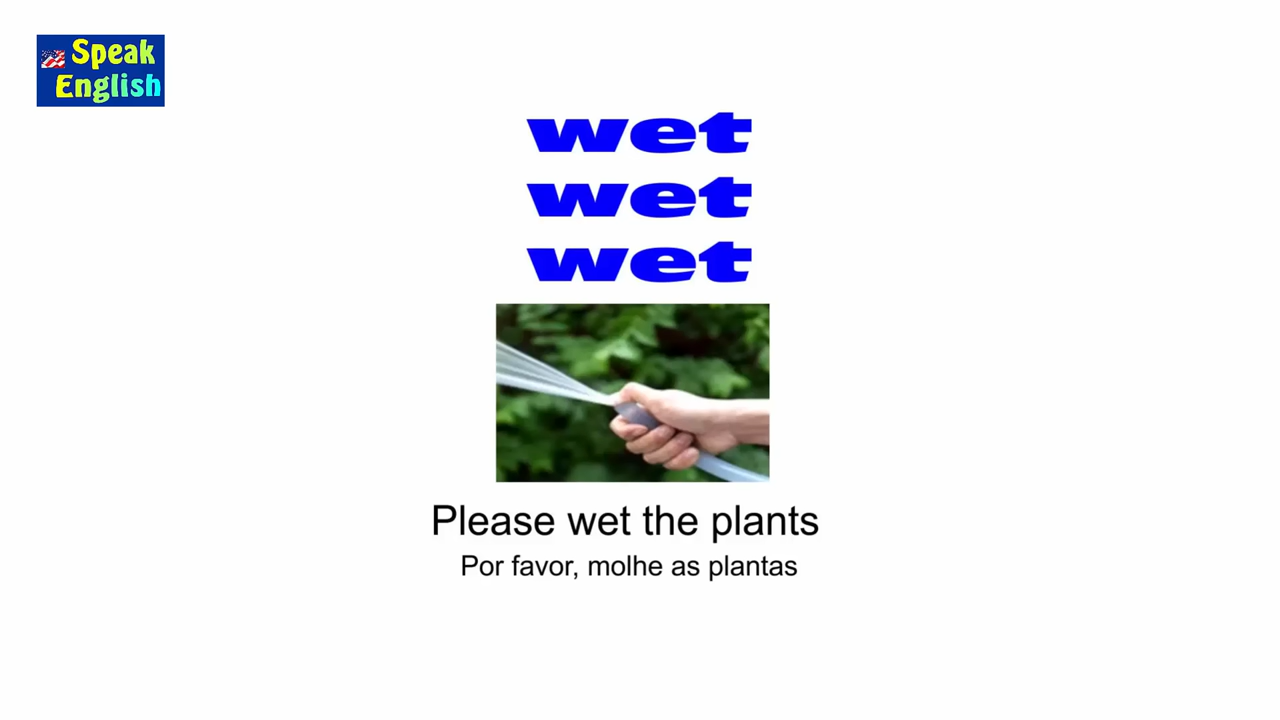 Speak
English
wet
wet
wet
Please wet the plants
Por favor, molhe as plantas